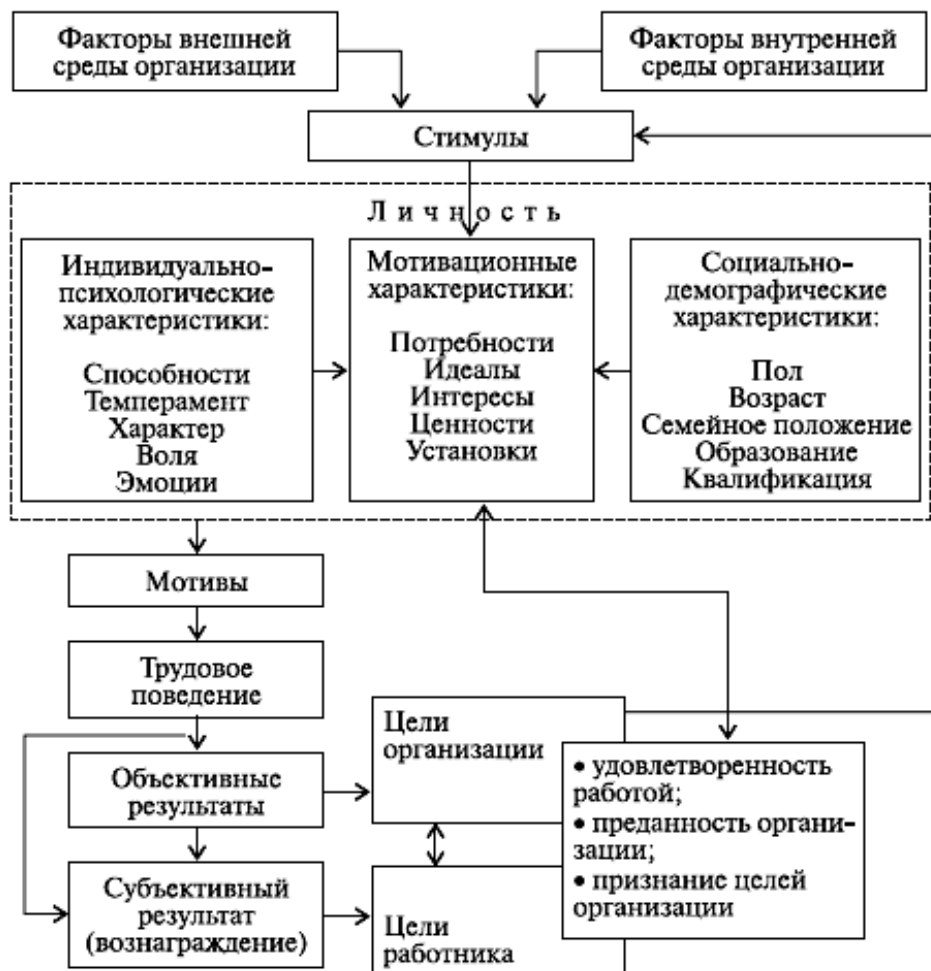 Факторы внешней
среды организации
Факторы внутренней
среды организации
Стимулы
Личность
Индивидуально-
психологические
характеристики:
Способности
Темперамент
Характер
Воля
Эмоции
Мотивационные
характеристики:
Потребности
Идеалы
Интересы
Ценности
Установки
Социально-
демографические
характеристики:
Пол
Возраст
Семейное положение
Образование
Квалификация
Мотивы
Трудовое
поведение
Объективные
результаты
Субъективный
результат
(вознаграждение)
Цели
организации
Цели
работника
• удовлетворенность
работой;
• преданность органи-
зации;
• признание целей
организации